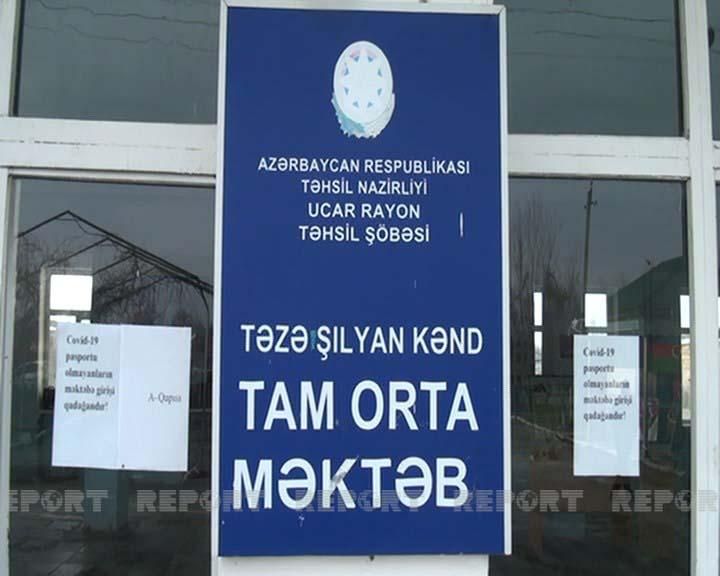 AZƏRBAYCAN RESPUBLİKASI
TƏHSİL NAZİRLİYİ
UCAR RAYON
TƏHSİL ŞÖBƏSİ
TƏZƏ ŞILYAN KƏND
TAM ORTA
MƏKTƏB
Covid-19
pasportu
olmayanların
məktəbə girişi
qadağandır!
A-Qapısı
Covid-19
pasportu
olmayanların
məktəbə girişi
qadağandır!
REPORT REPORT REPORT REPORT REPORT